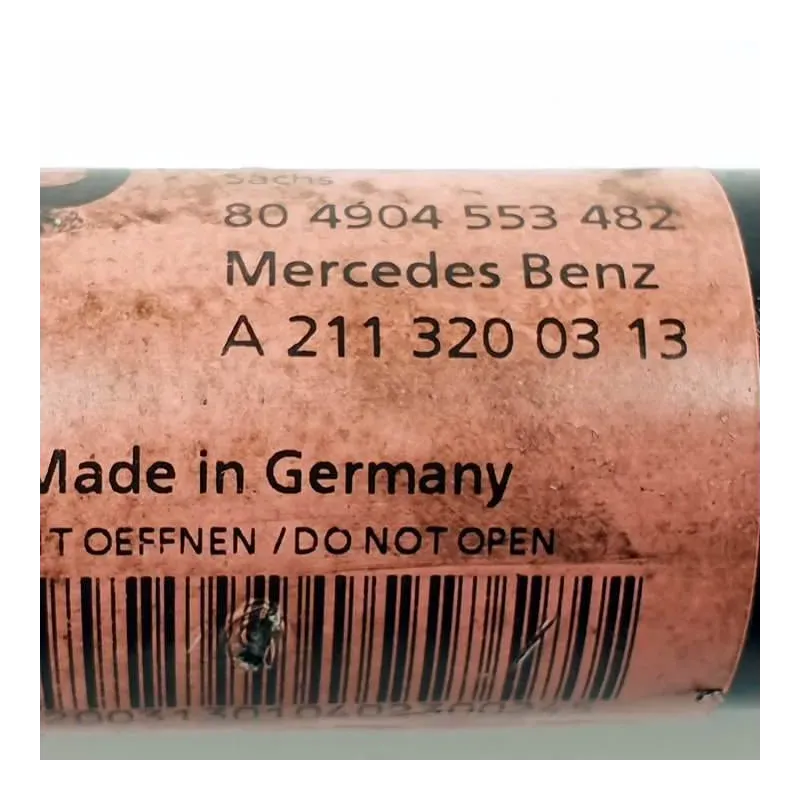 Sachs
80 4904 553 482
Mercedes Benz
A 211 320 03 13
Made in Germany
T OEFFNEN / DO NOT OPEN